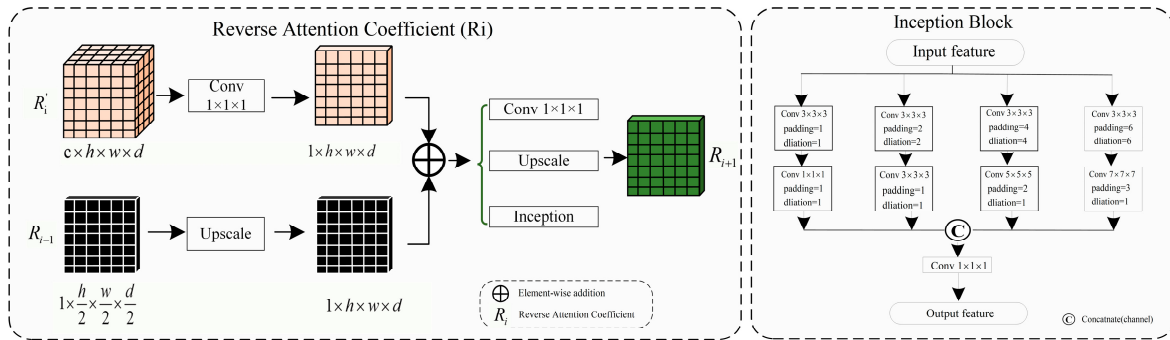 Reverse Attention Coefficient (Ri)
R'_i
c×h×w×d
Conv
1×1×1
1×h×w×d
R_{i−1}
1×h/2×w/2×d/2
Upscale
1×h×w×d
Conv 1×1×1
Upscale
Inception
R_{i+1}
Element-wise addition
R_i Reverse Attention Coefficient
Inception Block
Input feature
Conv 3×3×3
padding=1
dliation=1
Conv 3×3×3
padding=2
dliation=2
Conv 3×3×3
padding=4
dliation=4
Conv 3×3×3
padding=6
dliation=6
Conv 1×1×1
padding=1
dliation=1
Conv 3×3×3
padding=1
dliation=1
Conv 5×5×5
padding=2
dliation=1
Conv 7×7×7
padding=3
dliation=1
C
Conv 1×1×1
Output feature
C Concatnate(channel)